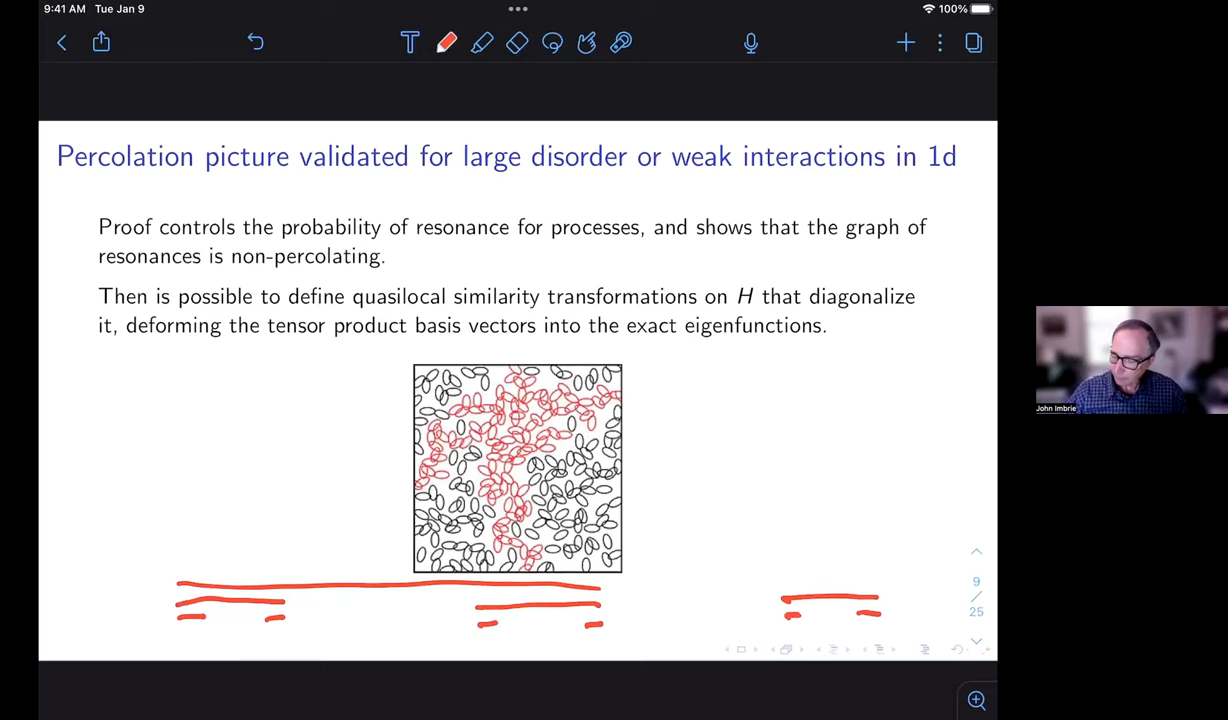 9:41 AM Tue Jan 9
100%
Percolation picture validated for large disorder or weak interactions in 1d
Proof controls the probability of resonance for processes, and shows that the graph of
resonances is non-percolating.
Then is possible to define quasilocal similarity transformations on H that diagonalize
it, deforming the tensor product basis vectors into the exact eigenfunctions.
John Imbrie
9
/
25